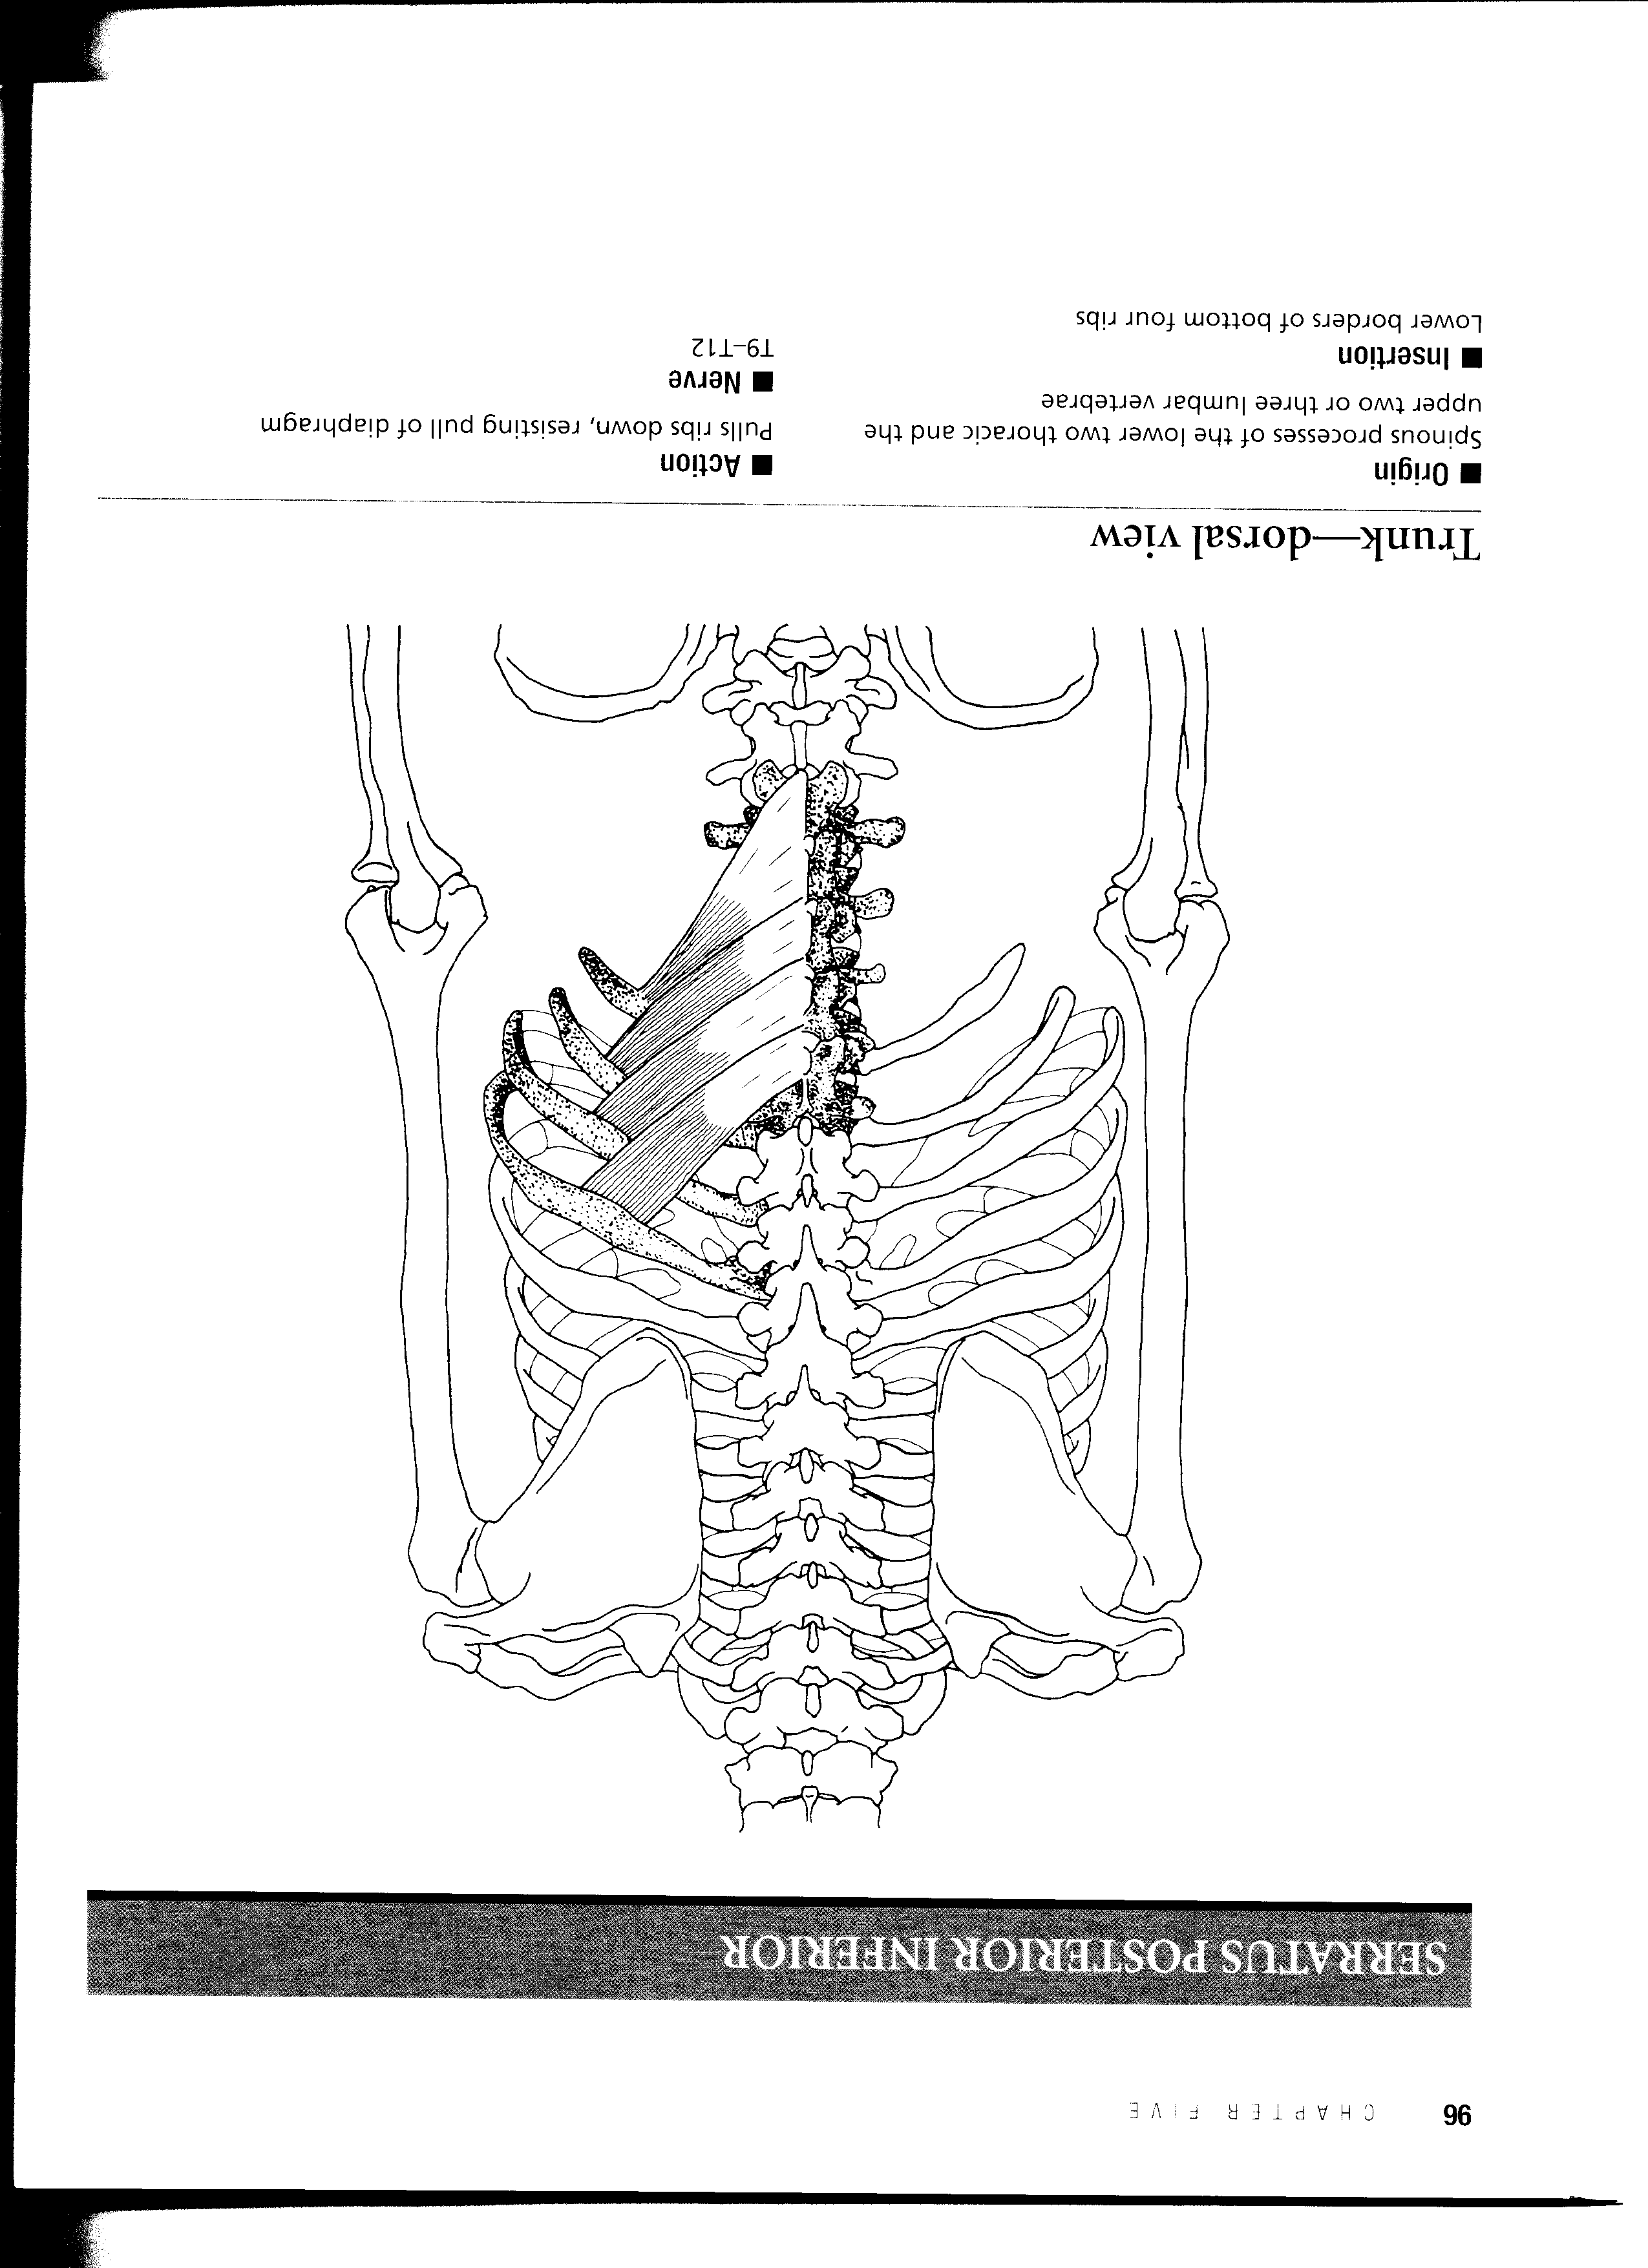 96 CHAPTER FIVE
SERRATUS POSTERIOR INFERIOR
Trunk—dorsal view
■ Origin
Spinous processes of the lower two thoracic and the
upper two or three lumbar vertebrae
■ Insertion
Lower borders of bottom four ribs
■ Action
Pulls ribs down, resisting pull of diaphragm
■ Nerve
T9–T12